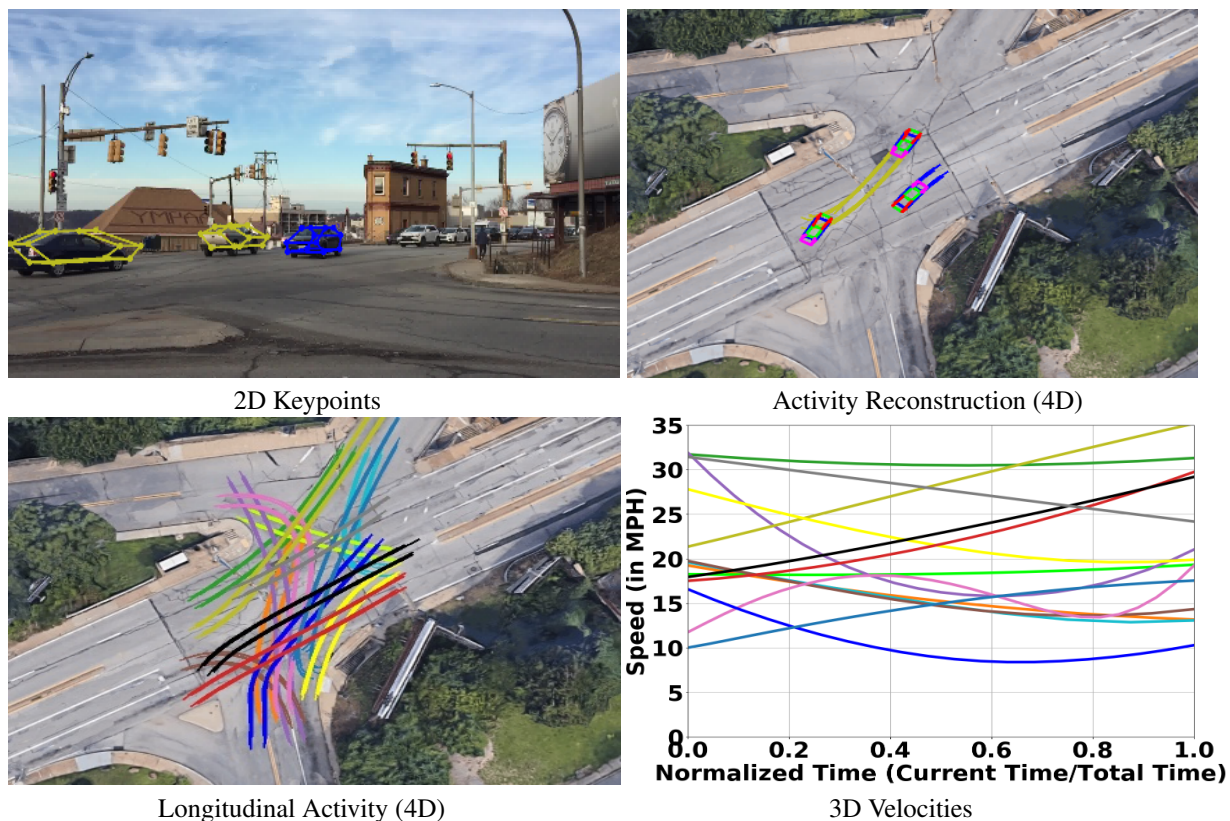 YMPA
2D Keypoints
Activity Reconstruction (4D)
Longitudinal Activity (4D)
35
30
25
20
15
10
5
0
Speed (in MPH)
0.0 0.2 0.4 0.6 0.8 1.0
Normalized Time (Current Time/Total Time)
3D Velocities